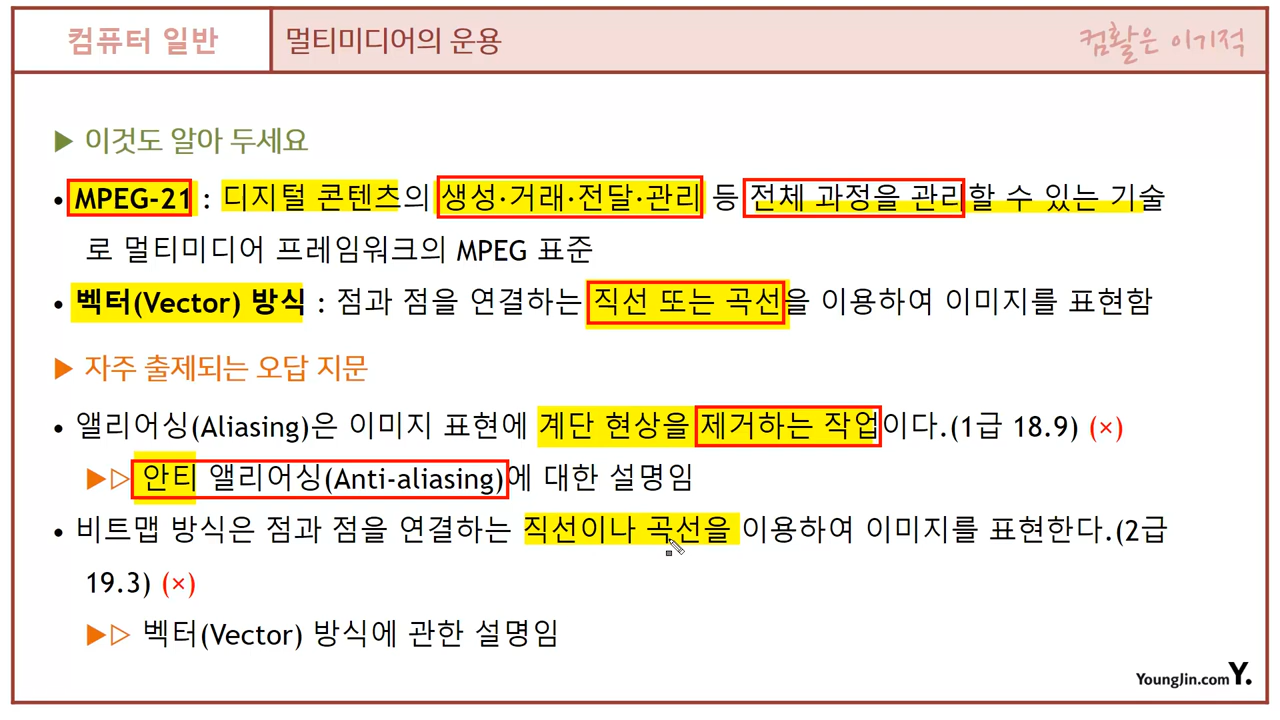 컴퓨터 일반
멀티미디어의 운용
컴활은 이기적
▶ 이것도 알아 두세요
• MPEG-21 : 디지털 콘텐츠의 생성·거래·전달·관리 등 전체 과정을 관리할 수 있는 기술
로 멀티미디어 프레임워크의 MPEG 표준
• 벡터(Vector) 방식 : 점과 점을 연결하는 직선 또는 곡선을 이용하여 이미지를 표현함
▶ 자주 출제되는 오답 지문
• 앨리어싱(Aliasing)은 이미지 표현에 계단 현상을 제거하는 작업이다.(1급 18.9) (×)
▶▷ 안티 앨리어싱(Anti-aliasing)에 대한 설명임
• 비트맵 방식은 점과 점을 연결하는 직선이나 곡선을 이용하여 이미지를 표현한다.(2급
19.3) (×)
▶▷ 벡터(Vector) 방식에 관한 설명임
YoungJin.com Y.